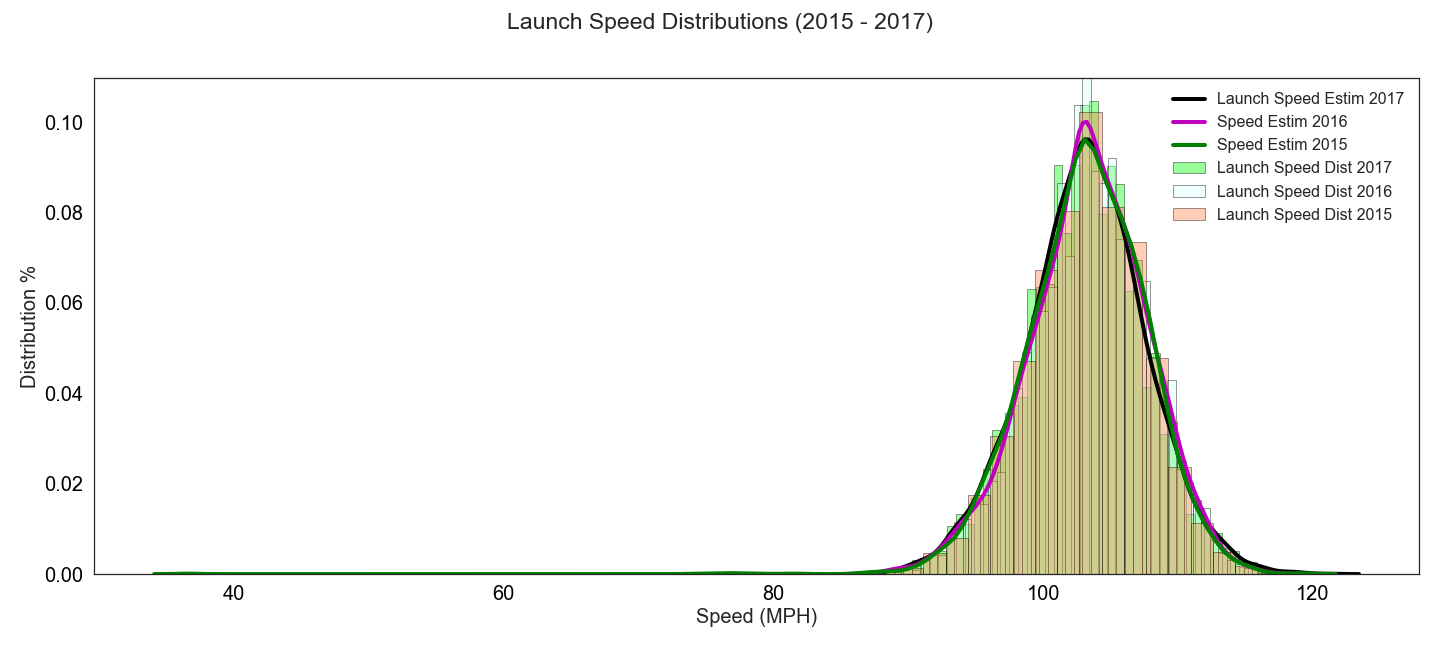 Launch Speed Distributions (2015 - 2017)
Launch Speed Estim 2017
Speed Estim 2016
Speed Estim 2015
Launch Speed Dist 2017
Launch Speed Dist 2016
Launch Speed Dist 2015
Distribution %
0.10
0.08
0.06
0.04
0.02
0.00
40 60 80 100 120
Speed (MPH)